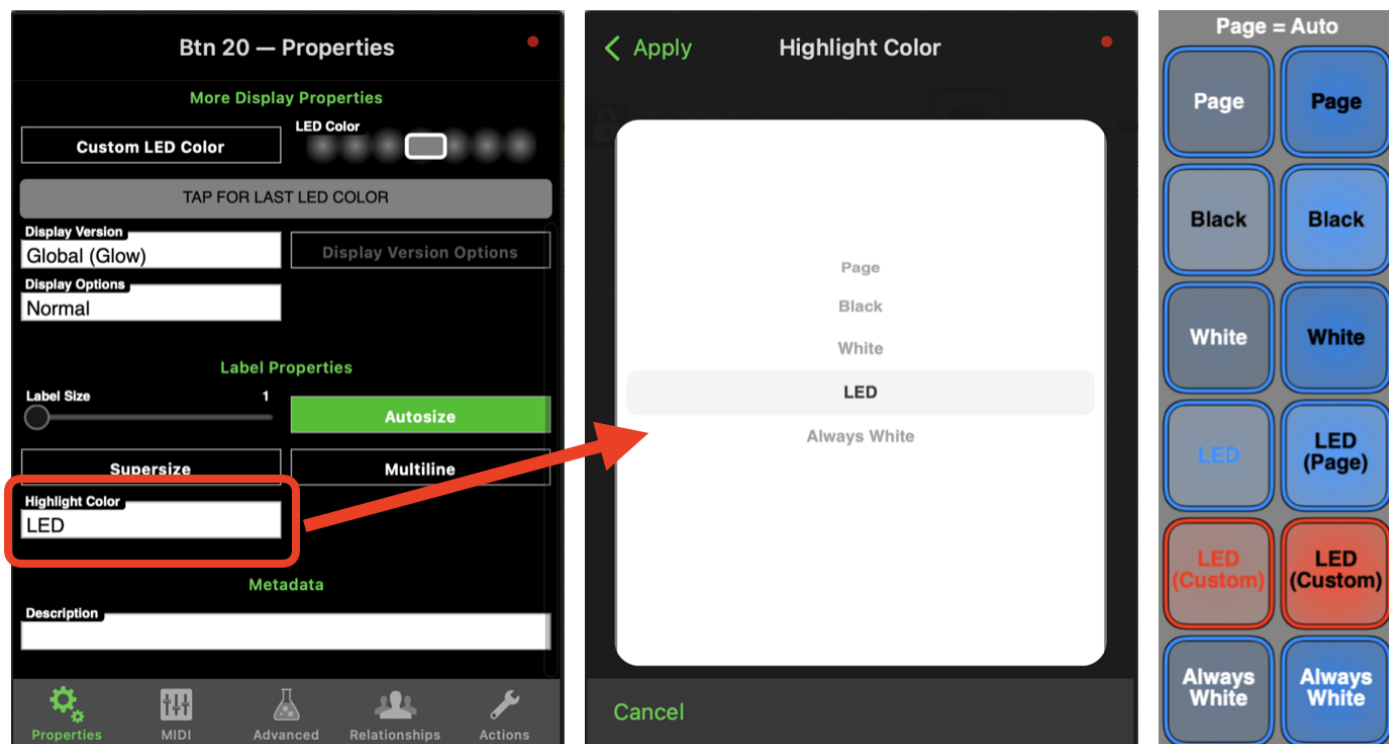 Btn 20 — Properties
More Display Properties
Custom LED Color
LED Color
TAP FOR LAST LED COLOR
Display Version
Global (Glow)
Display Version Options
Display Options
Normal
Label Properties
Label Size
1
Autosize
Supersize
Multiline
Highlight Color
LED
Metadata
Description
Properties
MIDI
Advanced
Relationships
Actions
Apply
Highlight Color
Page
Black
White
LED
Always White
Cancel
Page = Auto
Page
Page
Black
Black
White
White
LED
LED
(Page)
LED
(Custom)
LED
(Custom)
Always
White
Always
White